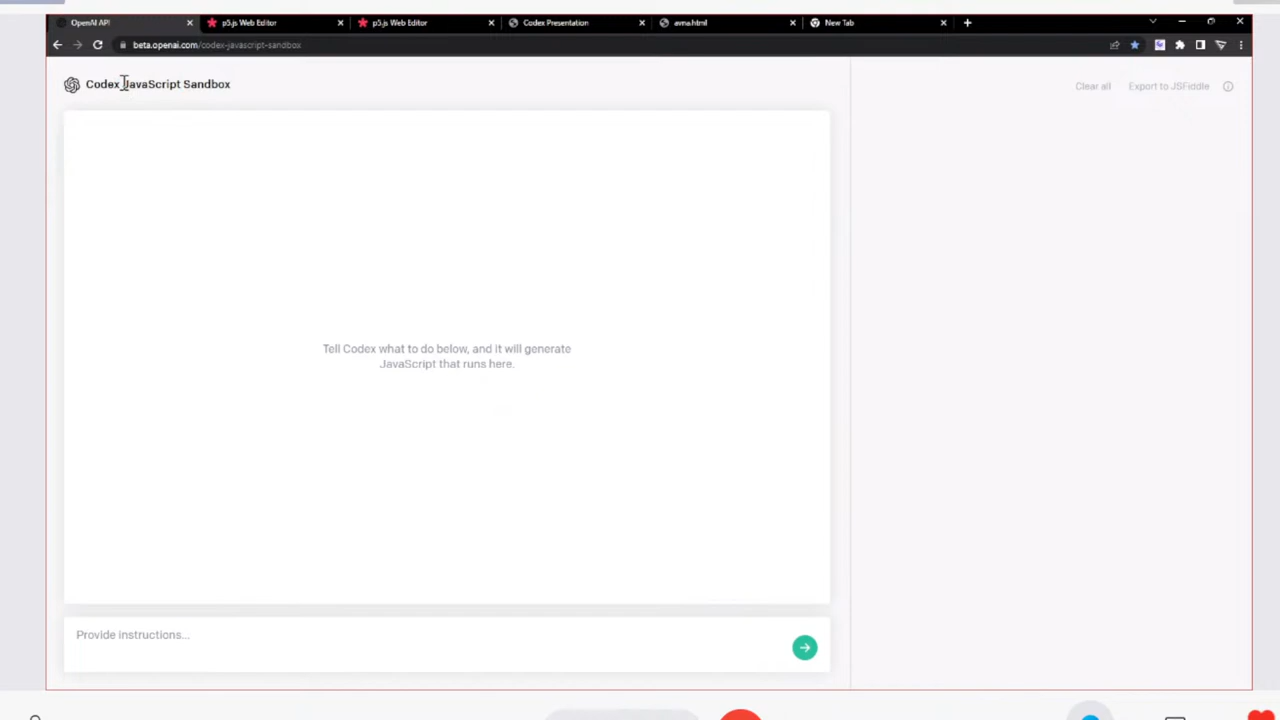 OpenAI API
p5.js Web Editor
p5.js Web Editor
Codex Presentation
avma.html
New Tab
beta.openai.com/codex-javascript-sandbox
Codex JavaScript Sandbox
Clear all
Export to JSFiddle
Tell Codex what to do below, and it will generate
JavaScript that runs here.
Provide instructions...